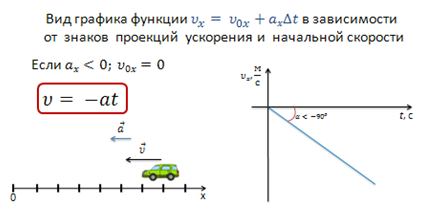 Вид графика функции vₓ = v₀ₓ + aₓΔt в зависимости
от знаков проекций ускорения и начальной скорости
Если aₓ < 0; v₀ₓ = 0
v = −at
a⃗
v⃗
0
x
vₓ, м/с
α < −90°
t, с